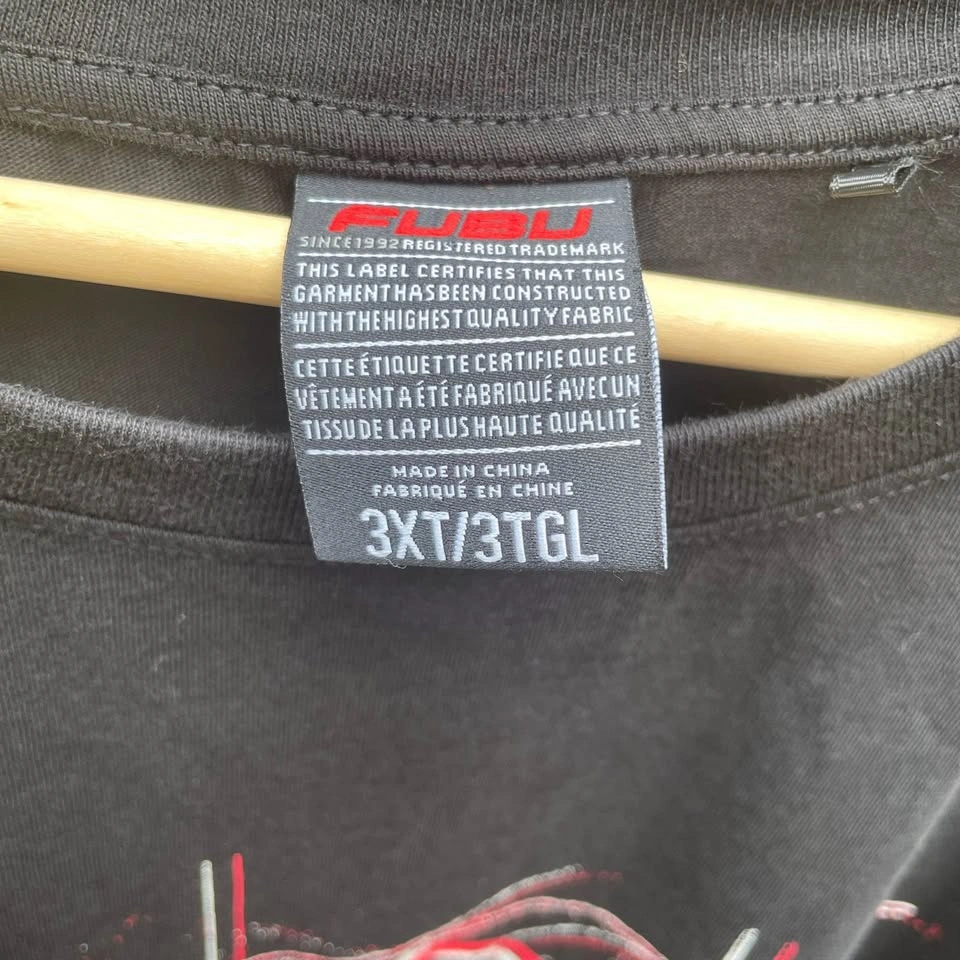 FUBU
SINCE 1992 REGISTERED TRADEMARK
THIS LABEL CERTIFIES THAT THIS
GARMENT HAS BEEN CONSTRUCTED
WITH THE HIGHEST QUALITY FABRIC
CETTE ÉTIQUETTE CERTIFIE QUE CE
VÊTEMENT A ÉTÉ FABRIQUÉ AVEC UN
TISSU DE LA PLUS HAUTE QUALITÉ
MADE IN CHINA
FABRIQUÉ EN CHINE
3XT/3TGL